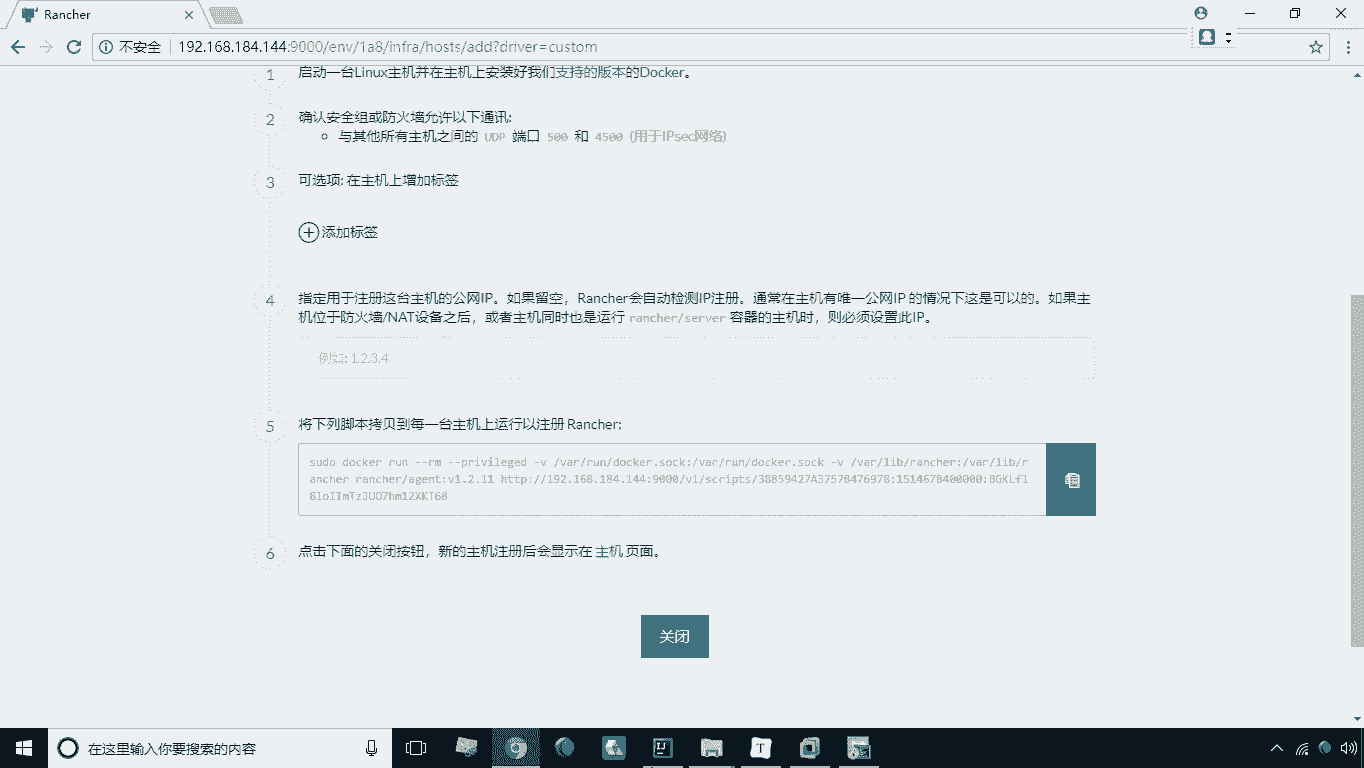 Rancher
不安全
192.168.184.144:9000/env/1a8/infra/hosts/add?driver=custom
1 启动一台Linux主机并在主机上安装好我们支持的版本的Docker。
2 确认安全组或防火墙允许以下通讯:
与其他所有主机之间的 UDP 端口 500 和 4500 (用于IPsec网络)
3 可选项: 在主机上增加标签
添加标签
4 指定用于注册这台主机的公网IP。如果留空，Rancher会自动检测IP注册。通常在主机有唯一公网IP 的情况下这是可以的。如果主
机位于防火墙/NAT设备之后，或者主机同时也是运行 rancher/server 容器的主机时，则必须设置此IP。
例如: 1.2.3.4
5 将下列脚本拷贝到每一台主机上运行以注册 Rancher:
sudo docker run --rm --privileged -v /var/run/docker.sock:/var/run/docker.sock -v /var/lib/rancher:/var/lib/r
ancher rancher/agent:v1.2.11 http://192.168.184.144:9000/v1/scripts/
6 点击下面的关闭按钮，新的主机注册后会显示在 主机 页面。
关闭
在这里输入你要搜索的内容